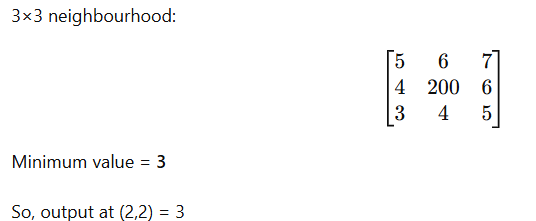 3×3 neighbourhood:
5 6 7
4 200 6
3 4 5
Minimum value = 3
So, output at (2,2) = 3